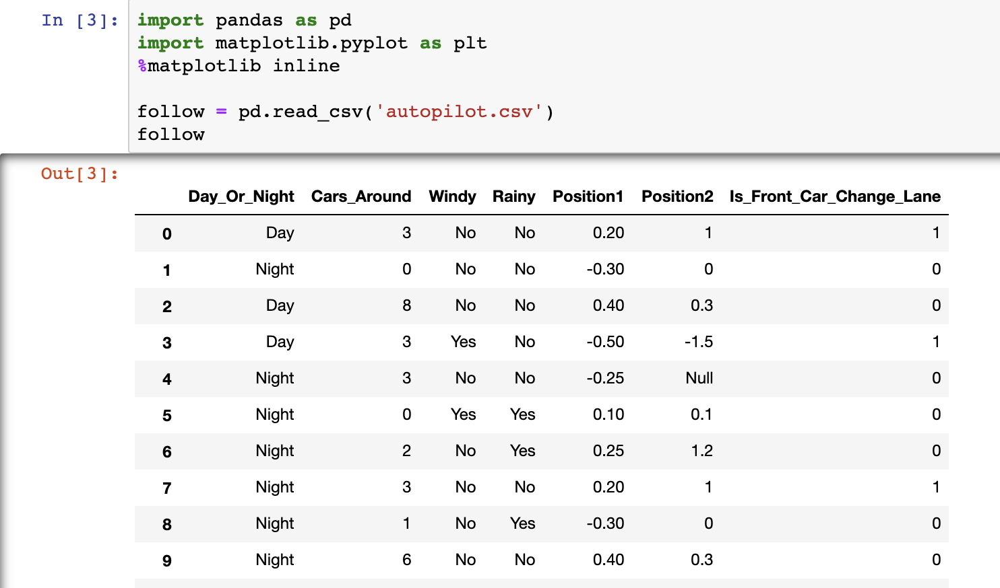 In [3]: import pandas as pd
import matplotlib.pyplot as plt
%matplotlib inline
follow = pd.read_csv('autopilot.csv')
follow
Out[3]:
Day_Or_Night Cars_Around Windy Rainy Position1 Position2 Is_Front_Car_Change_Lane
0 Day 3 No No 0.20 1 1
1 Night 0 No No -0.30 0 0
2 Day 8 No No 0.40 0.3 0
3 Day 3 Yes No -0.50 -1.5 1
4 Night 3 No No -0.25 Null 0
5 Night 0 Yes Yes 0.10 0.1 0
6 Night 2 No Yes 0.25 1.2 0
7 Night 3 No No 0.20 1 1
8 Night 1 No Yes -0.30 0 0
9 Night 6 No No 0.40 0.3 0